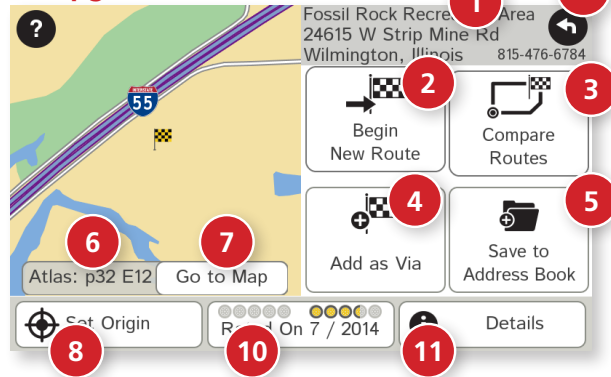 ?
1
Fossil Rock Area
24615 W Strip Mine Rd
Wilmington, Illinois 815-476-6784
INTERSTATE
55
2
Begin
New Route
3
Compare
Routes
4
Add as Via
5
Save to
Address Book
6
Atlas: p32 E12
7
Go to Map
8
Set Origin
10
On 7 / 2014
11
Details